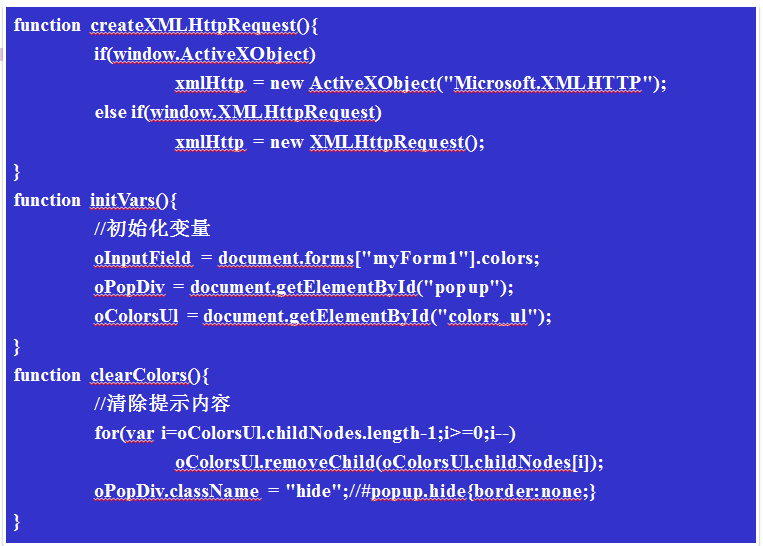 function createXMLHttpRequest(){
if(window.ActiveXObject)
xmlHttp = new ActiveXObject("Microsoft.XMLHTTP");
else if(window.XMLHttpRequest)
xmlHttp = new XMLHttpRequest();
}
function initVars(){
//初始化变量
oInputField = document.forms["myForm1"].colors;
oPopDiv = document.getElementById("popup");
oColorsUl = document.getElementById("colors_ul");
}
function clearColors(){
//清除提示内容
for(var i=oColorsUl.childNodes.length-1;i>=0;i--)
oColorsUl.removeChild(oColorsUl.childNodes[i]);
oPopDiv.className = "hide";//#popup.hide{border:none;}
}